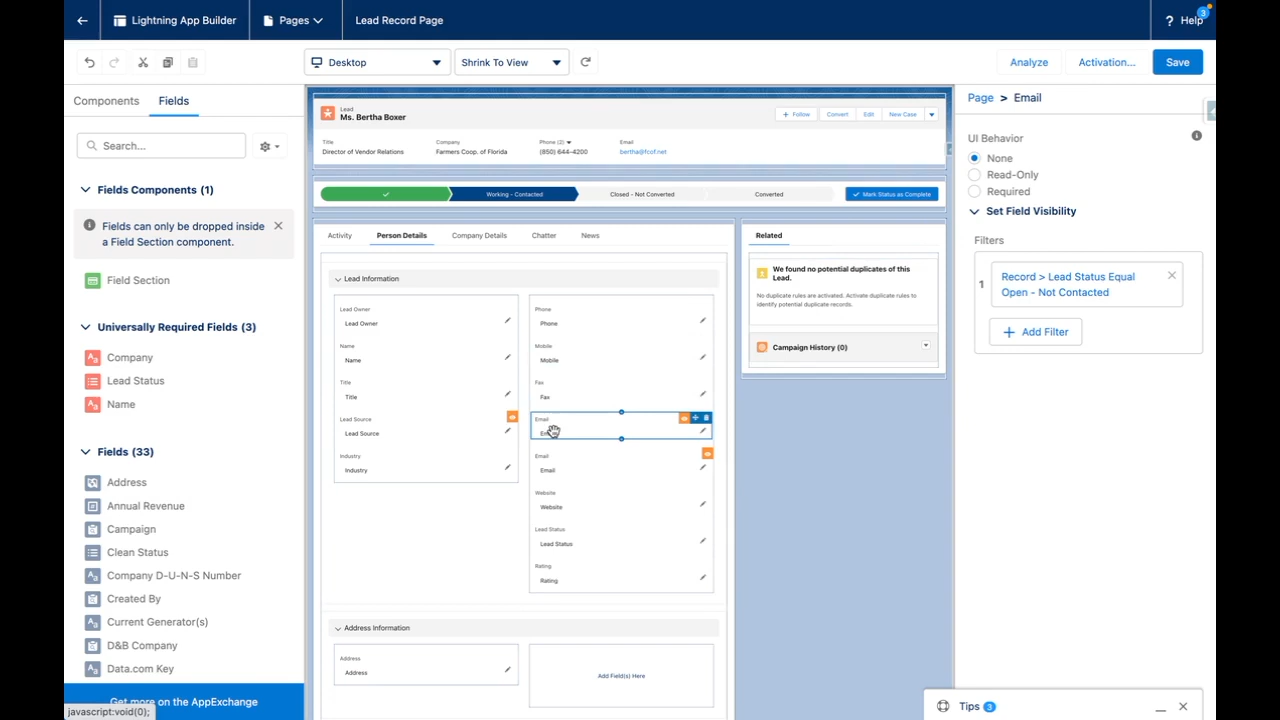 Lightning App Builder
Pages
Lead Record Page
? Help
3
Desktop
Shrink To View
Analyze
Activation...
Save
Components
Fields
Search...
Fields Components (1)
Fields can only be dropped inside
a Field Section component.
Field Section
Universally Required Fields (3)
Company
Lead Status
Name
Fields (33)
Address
Annual Revenue
Campaign
Clean Status
Company D-U-N-S Number
Created By
Current Generator(s)
D&B Company
Data.com Key
Get more on the AppExchange
javascript:void(0);
Lead
Ms. Bertha Boxer
+ Follow
Convert
Edit
New Case
Title
Company
Phone (2)
Email
Director of Vendor Relations
Farmers Coop. of Florida
(850) 644-4200
bertha@fcof.net
Working - Contacted
Closed - Not Converted
Converted
Mark Status as Complete
Activity
Person Details
Company Details
Chatter
News
Lead Information
Lead Owner
Lead Owner
Name
Name
Title
Title
Lead Source
Lead Source
Industry
Industry
Phone
Phone
Mobile
Mobile
Fax
Fax
Email
Email
Email
Website
Website
Lead Status
Lead Status
Rating
Rating
Address Information
Address
Address
Add Field(s) Here
Related
We found no potential duplicates of this
Lead.
No duplicate rules are activated. Activate duplicate rules to
identify potential duplicate records.
Campaign History (0)
Page > Email
UI Behavior
None
Read-Only
Required
Set Field Visibility
Filters
1
Record > Lead Status Equal
Open - Not Contacted
+ Add Filter
Tips 3